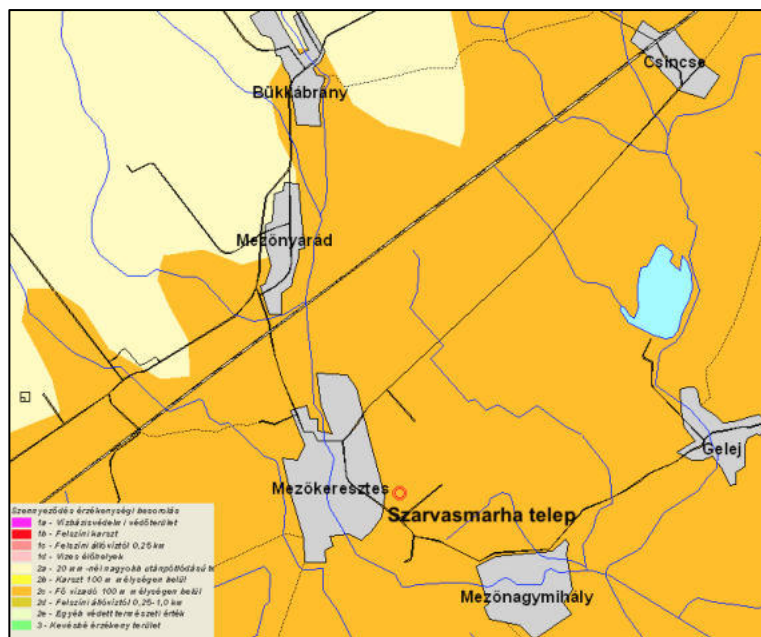 Csincse
Bükkábrány
Mezőnyárád
Gelej
Mezőkeresztes
Szarvasmarha telep
Mezőnagymihály
Szennyeződés érzékenységi besorolás
1a - Vízbázisvédelmi védőterület
1b - Felszíni karszt
1c - Felszíni állóvíztől 0,25 km
1d - Vizes élőhelyek
2a - 20 mm-nél nagyobb utánpótlódású t
2b - Karszt 100 m mélységen belül
2c - Fő vízadó 100 m mélységen belül
2d - Felszíni állóvíztől 0,25-1,0 km
2e - Egyéb védett természeti érték
3 - Kevésbé érzékeny terület